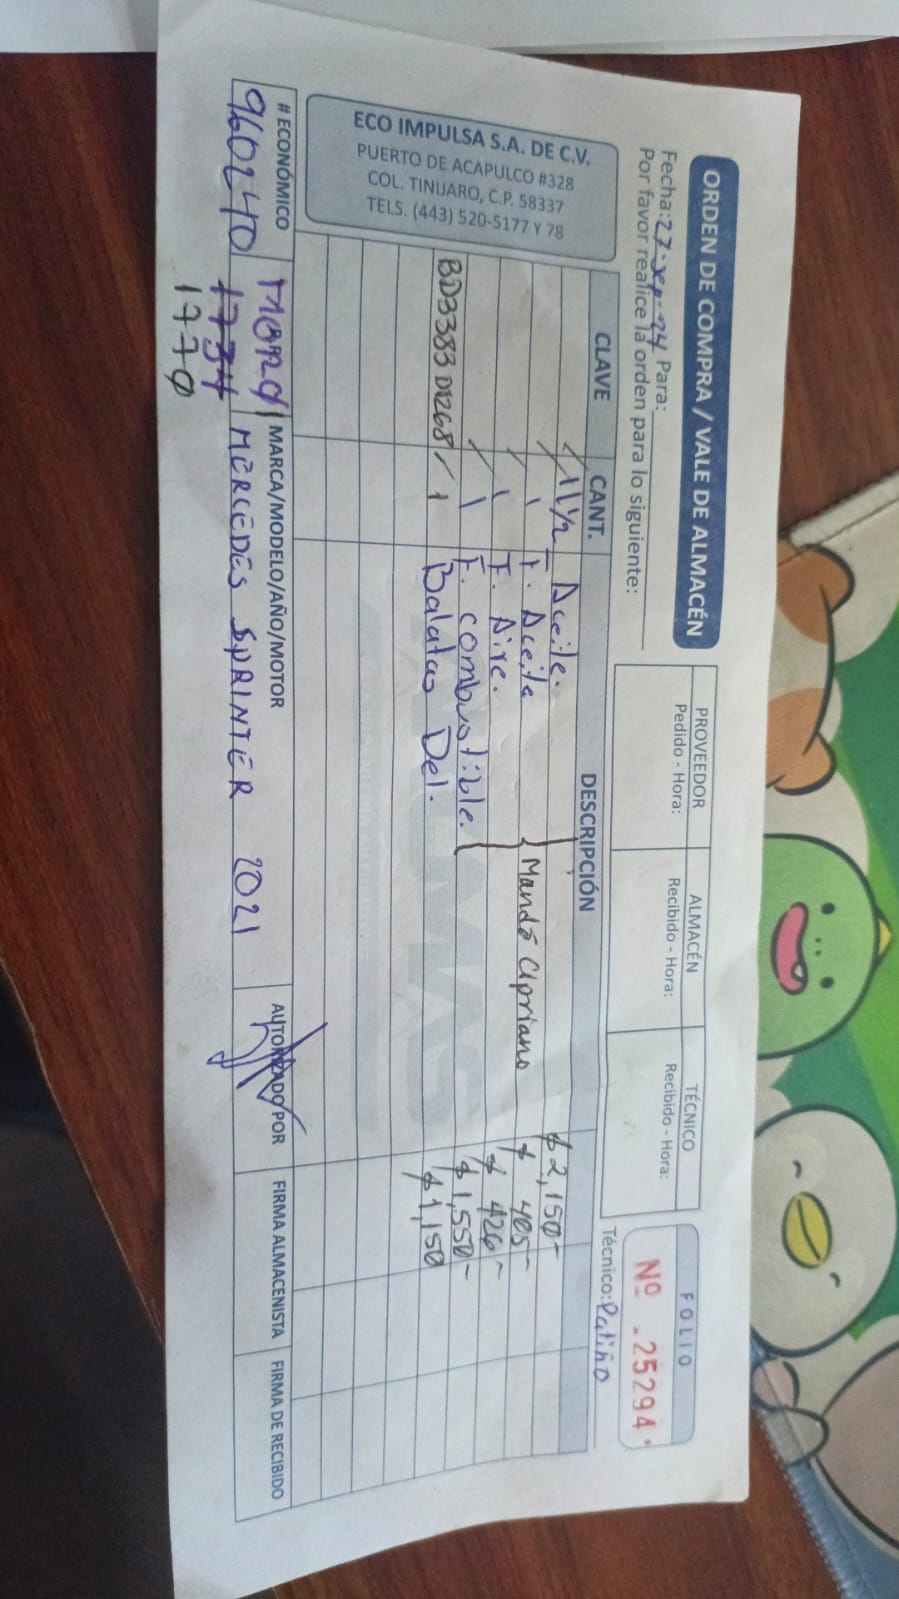 ORDEN DE COMPRA / VALE DE ALMACÉN
Fecha: 27-sep-24 Para:
Por favor realice la orden para lo siguiente:
PROVEEDOR
Pedido - Hora:
ALMACÉN
Recibido - Hora:
TÉCNICO
Recibido - Hora:
FOLIO
Nº 25294
Técnico: Patiño
ECO IMPULSA S.A. DE C.V.
PUERTO DE ACAPULCO #328
COL. TINIJARO, C.P. 58337
TELS. (443) 520-5177 Y 78
CLAVE CANT. DESCRIPCIÓN
11 1/2 Aceite. $2,150-
1 F. Aceite $ 405-
1 F. Aire. $ 426-
Mandó Cipriano
1 F. combustible. $1,550-
BD3383 D1268 / 1 Balatas Del. $1,150
# ECONÓMICO MARCA/MODELO/AÑO/MOTOR AUTORIZADO POR FIRMA ALMACENISTA FIRMA DE RECIBIDO
960240 1734 MERCEDES SPRINTER 2021
1770